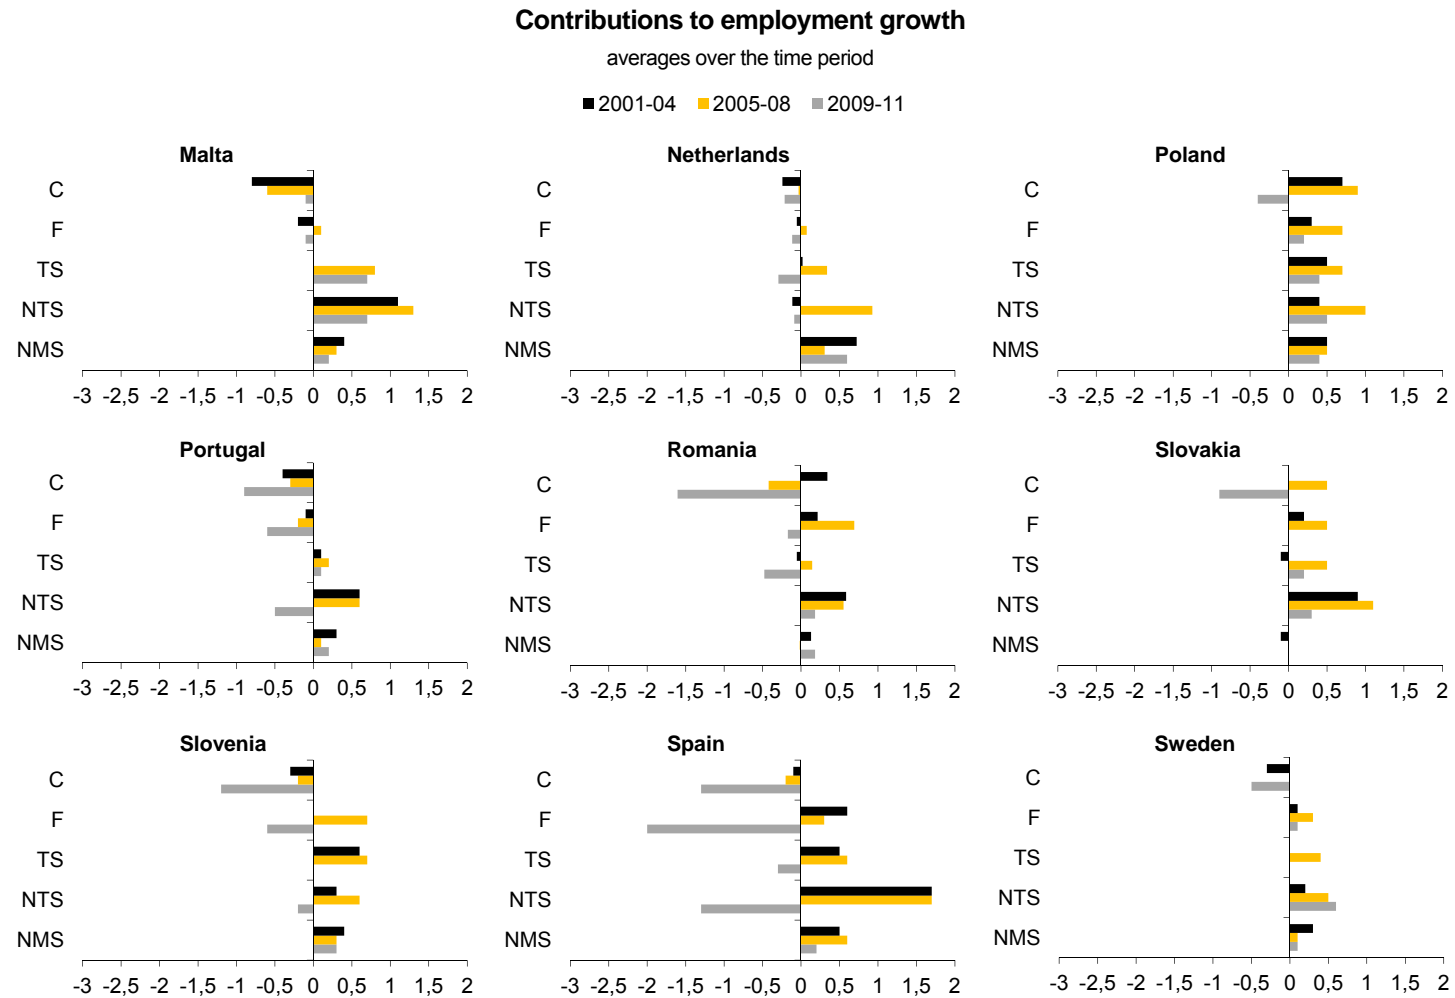 Contributions to employment growth
averages over the time period
2001-04 2005-08 2009-11
Malta
C
F
TS
NTS
NMS
-3 -2,5 -2 -1,5 -1 -0,5 0 0,5 1 1,5 2
Netherlands
C
F
TS
NTS
NMS
-3 -2,5 -2 -1,5 -1 -0,5 0 0,5 1 1,5 2
Poland
C
F
TS
NTS
NMS
-3 -2,5 -2 -1,5 -1 -0,5 0 0,5 1 1,5 2
Portugal
C
F
TS
NTS
NMS
-3 -2,5 -2 -1,5 -1 -0,5 0 0,5 1 1,5 2
Romania
C
F
TS
NTS
NMS
-3 -2,5 -2 -1,5 -1 -0,5 0 0,5 1 1,5 2
Slovakia
C
F
TS
NTS
NMS
-3 -2,5 -2 -1,5 -1 -0,5 0 0,5 1 1,5 2
Slovenia
C
F
TS
NTS
NMS
-3 -2,5 -2 -1,5 -1 -0,5 0 0,5 1 1,5 2
Spain
C
F
TS
NTS
NMS
-3 -2,5 -2 -1,5 -1 -0,5 0 0,5 1 1,5 2
Sweden
C
F
TS
NTS
NMS
-3 -2,5 -2 -1,5 -1 -0,5 0 0,5 1 1,5 2